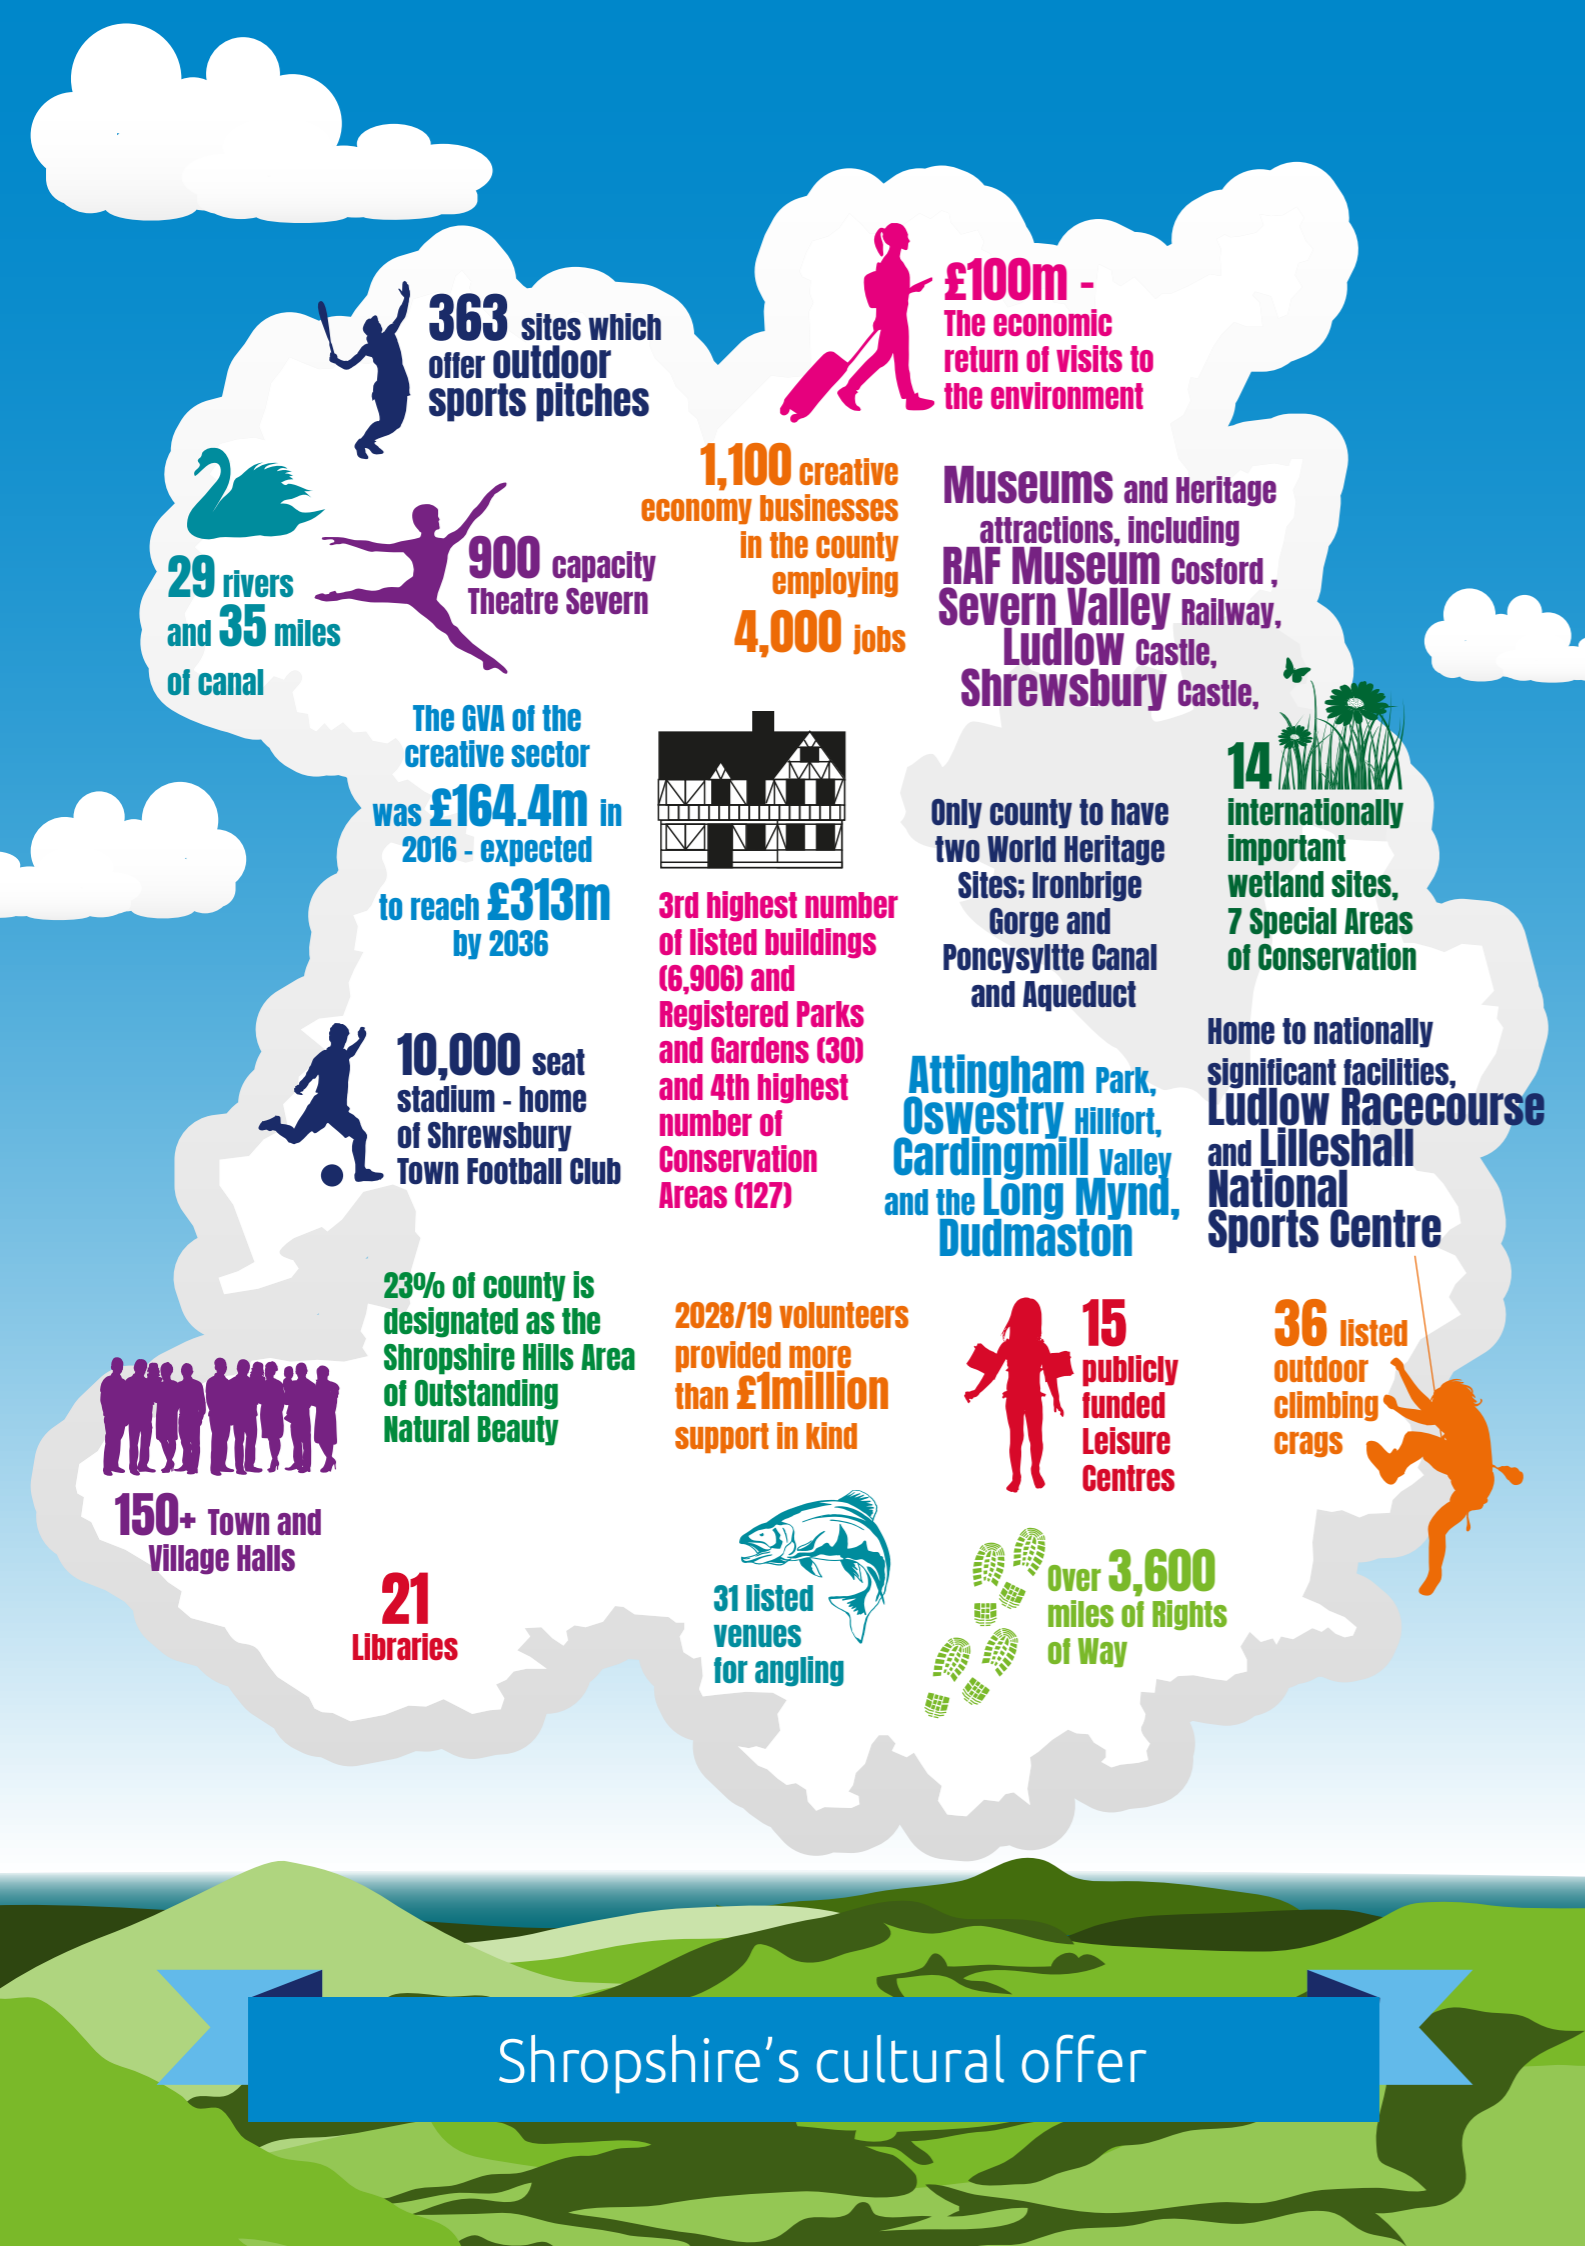 363 sites which
offer outdoor
sports pitches
£100m -
The economic
return of visits to
the environment
29 rivers
and 35 miles
of canal
900 capacity
Theatre Severn
1,100 creative
economy businesses
in the county
employing
4,000 jobs
Museums and Heritage
attractions, including
RAF Museum Cosford ,
Severn Valley Railway,
Ludlow Castle,
Shrewsbury Castle,
The GVA of the
creative sector
was £164.4m in
2016 - expected
to reach £313m
by 2036
3rd highest number
of listed buildings
(6,906) and
Registered Parks
and Gardens (30)
and 4th highest
number of
Conservation
Areas (127)
Only county to have
two World Heritage
Sites; Ironbrige
Gorge and
Poncysyltte Canal
and Aqueduct
14
internationally
important
wetland sites,
7 Special Areas
of Conservation
10,000 seat
stadium - home
of Shrewsbury
Town Football Club
Attingham Park,
Oswestry Hillfort,
Cardingmill Valley
and the Long Mynd,
Dudmaston
Home to nationally
significant facilities,
Ludlow Racecourse
and Lilleshall
National
Sports Centre
23% of county is
designated as the
Shropshire Hills Area
of Outstanding
Natural Beauty
2028/19 volunteers
provided more
than £1million
support in kind
15
publicly
funded
Leisure
Centres
36 listed
outdoor
climbing
crags
150+ Town and
Village Halls
21
Libraries
31 listed
venues
for angling
Over 3,600
miles of Rights
of Way
Shropshire's cultural offer